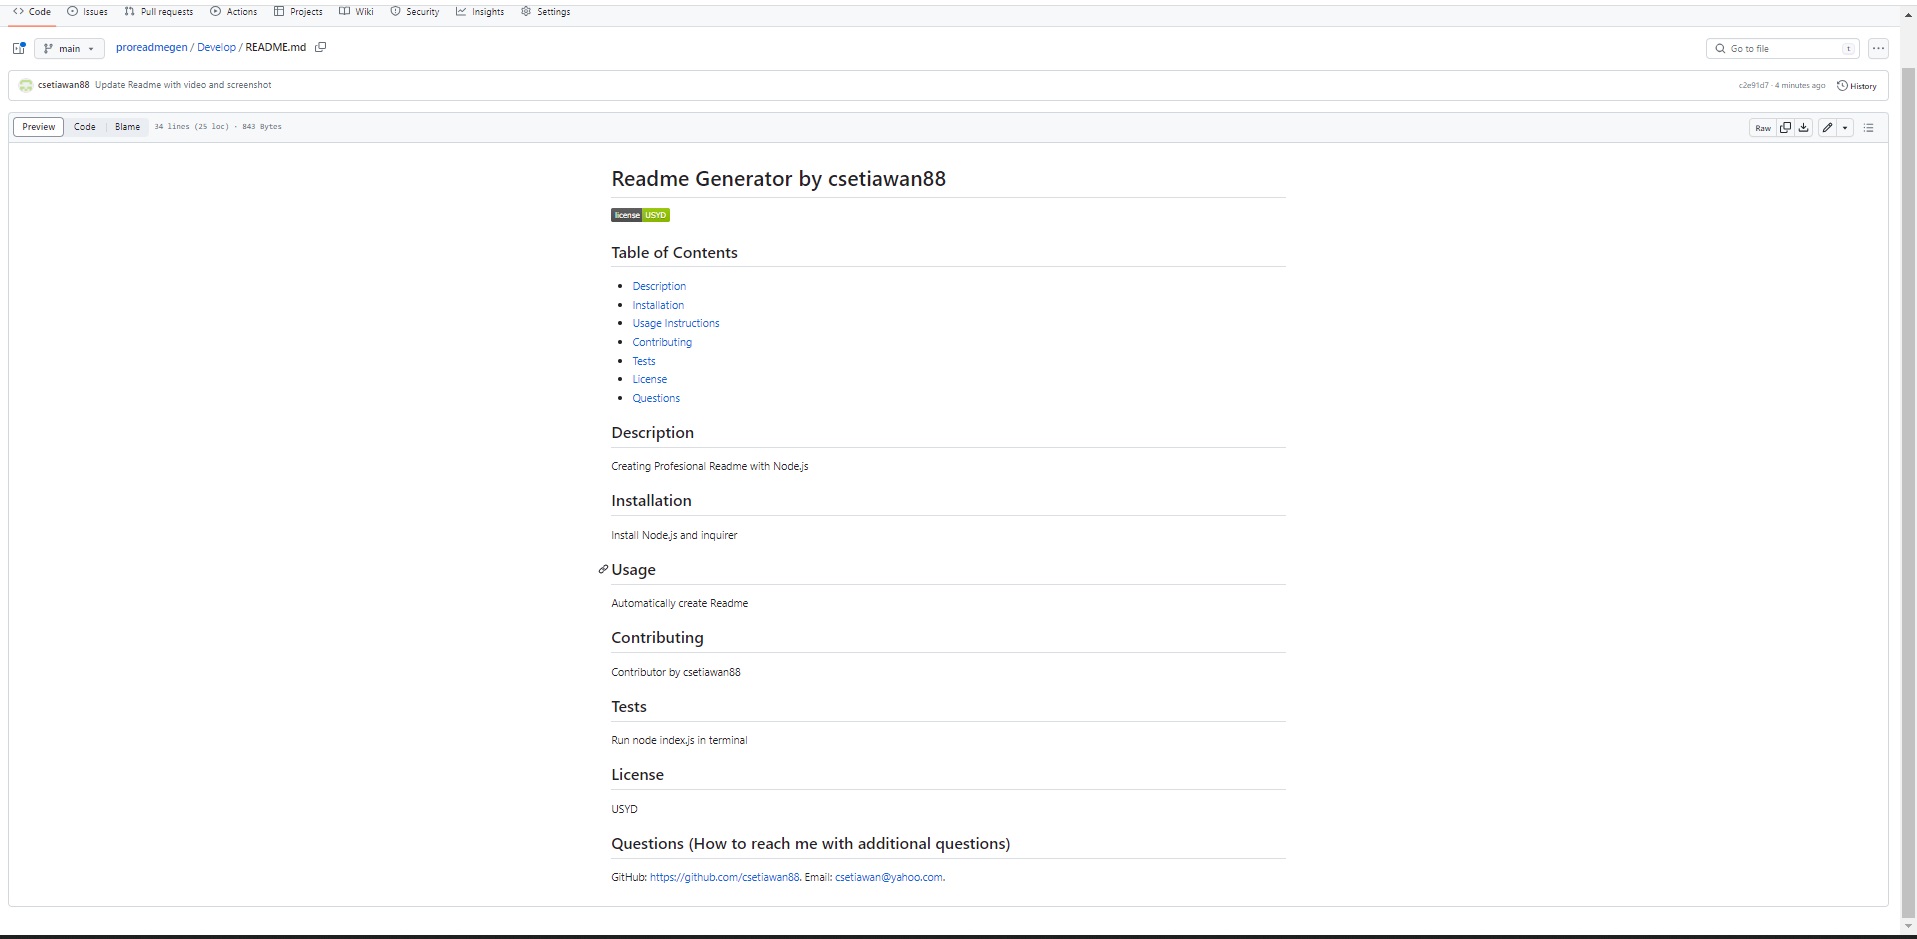 Code Issues Pull requests Actions Projects Wiki Security Insights Settings
main proreadmegen / Develop / README.md Go to file t
csetiawan88 Update Readme with video and screenshot c2e91d7 · 4 minutes ago History
Preview Code Blame 34 lines (25 loc) · 843 Bytes Raw
Readme Generator by csetiawan88
license USYD
Table of Contents
• Description
• Installation
• Usage Instructions
• Contributing
• Tests
• License
• Questions
Description
Creating Profesional Readme with Node.js
Installation
Install Node.js and inquirer
Usage
Automatically create Readme
Contributing
Contributor by csetiawan88
Tests
Run node index.js in terminal
License
USYD
Questions (How to reach me with additional questions)
GitHub: https://github.com/csetiawan88. Email: csetiawan@yahoo.com.